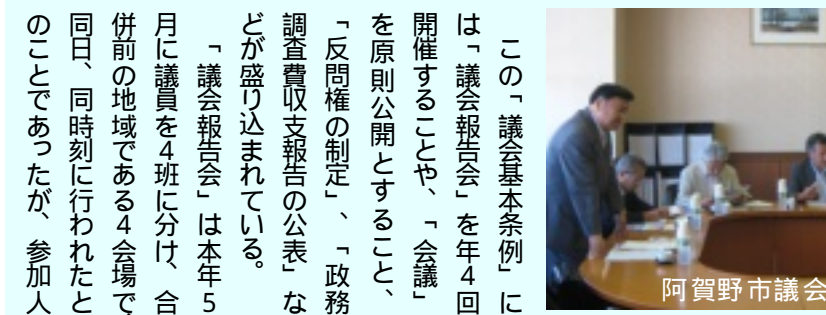 この「議会基本条例」に
は「議会報告会」を年４回
開催することや、「会議」
を原則公開とすること、
「反問権の制定」、「政務
調査費収支報告の公表」な
どが盛り込まれている。
「議会報告会」は本年５
月に議員を４班に分け、合
併前の地域である４会場で
同日、同時刻に行われたと
のことであったが、参加人
阿賀野市議会